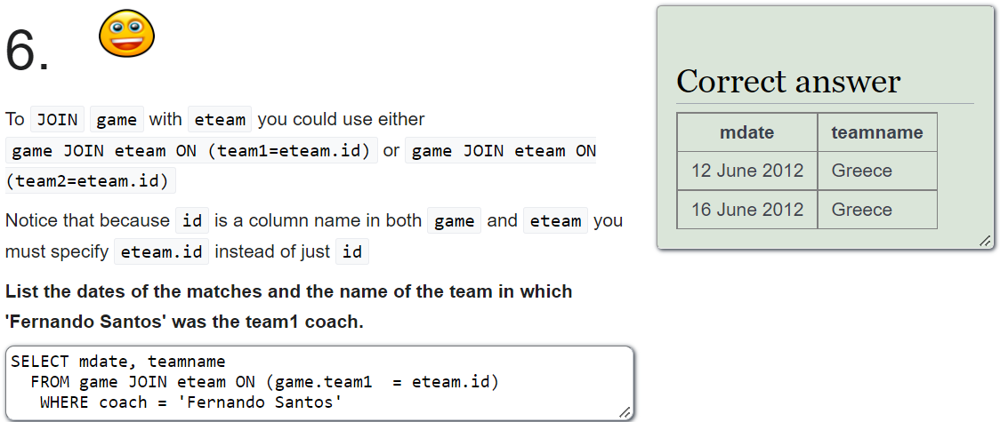 6.
To JOIN game with eteam you could use either
game JOIN eteam ON (team1=eteam.id) or game JOIN eteam ON
(team2=eteam.id)
Notice that because id is a column name in both game and eteam you
must specify eteam.id instead of just id
List the dates of the matches and the name of the team in which
'Fernando Santos' was the team1 coach.
SELECT mdate, teamname
FROM game JOIN eteam ON (game.team1  = eteam.id)
WHERE coach = 'Fernando Santos'
Correct answer
mdate teamname
12 June 2012 Greece
16 June 2012 Greece